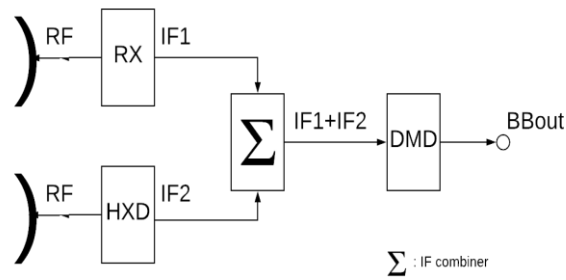 RF
RX
IF1
Σ
IF1+IF2
DMD
BBout
RF
HXD
IF2
Σ : IF combiner